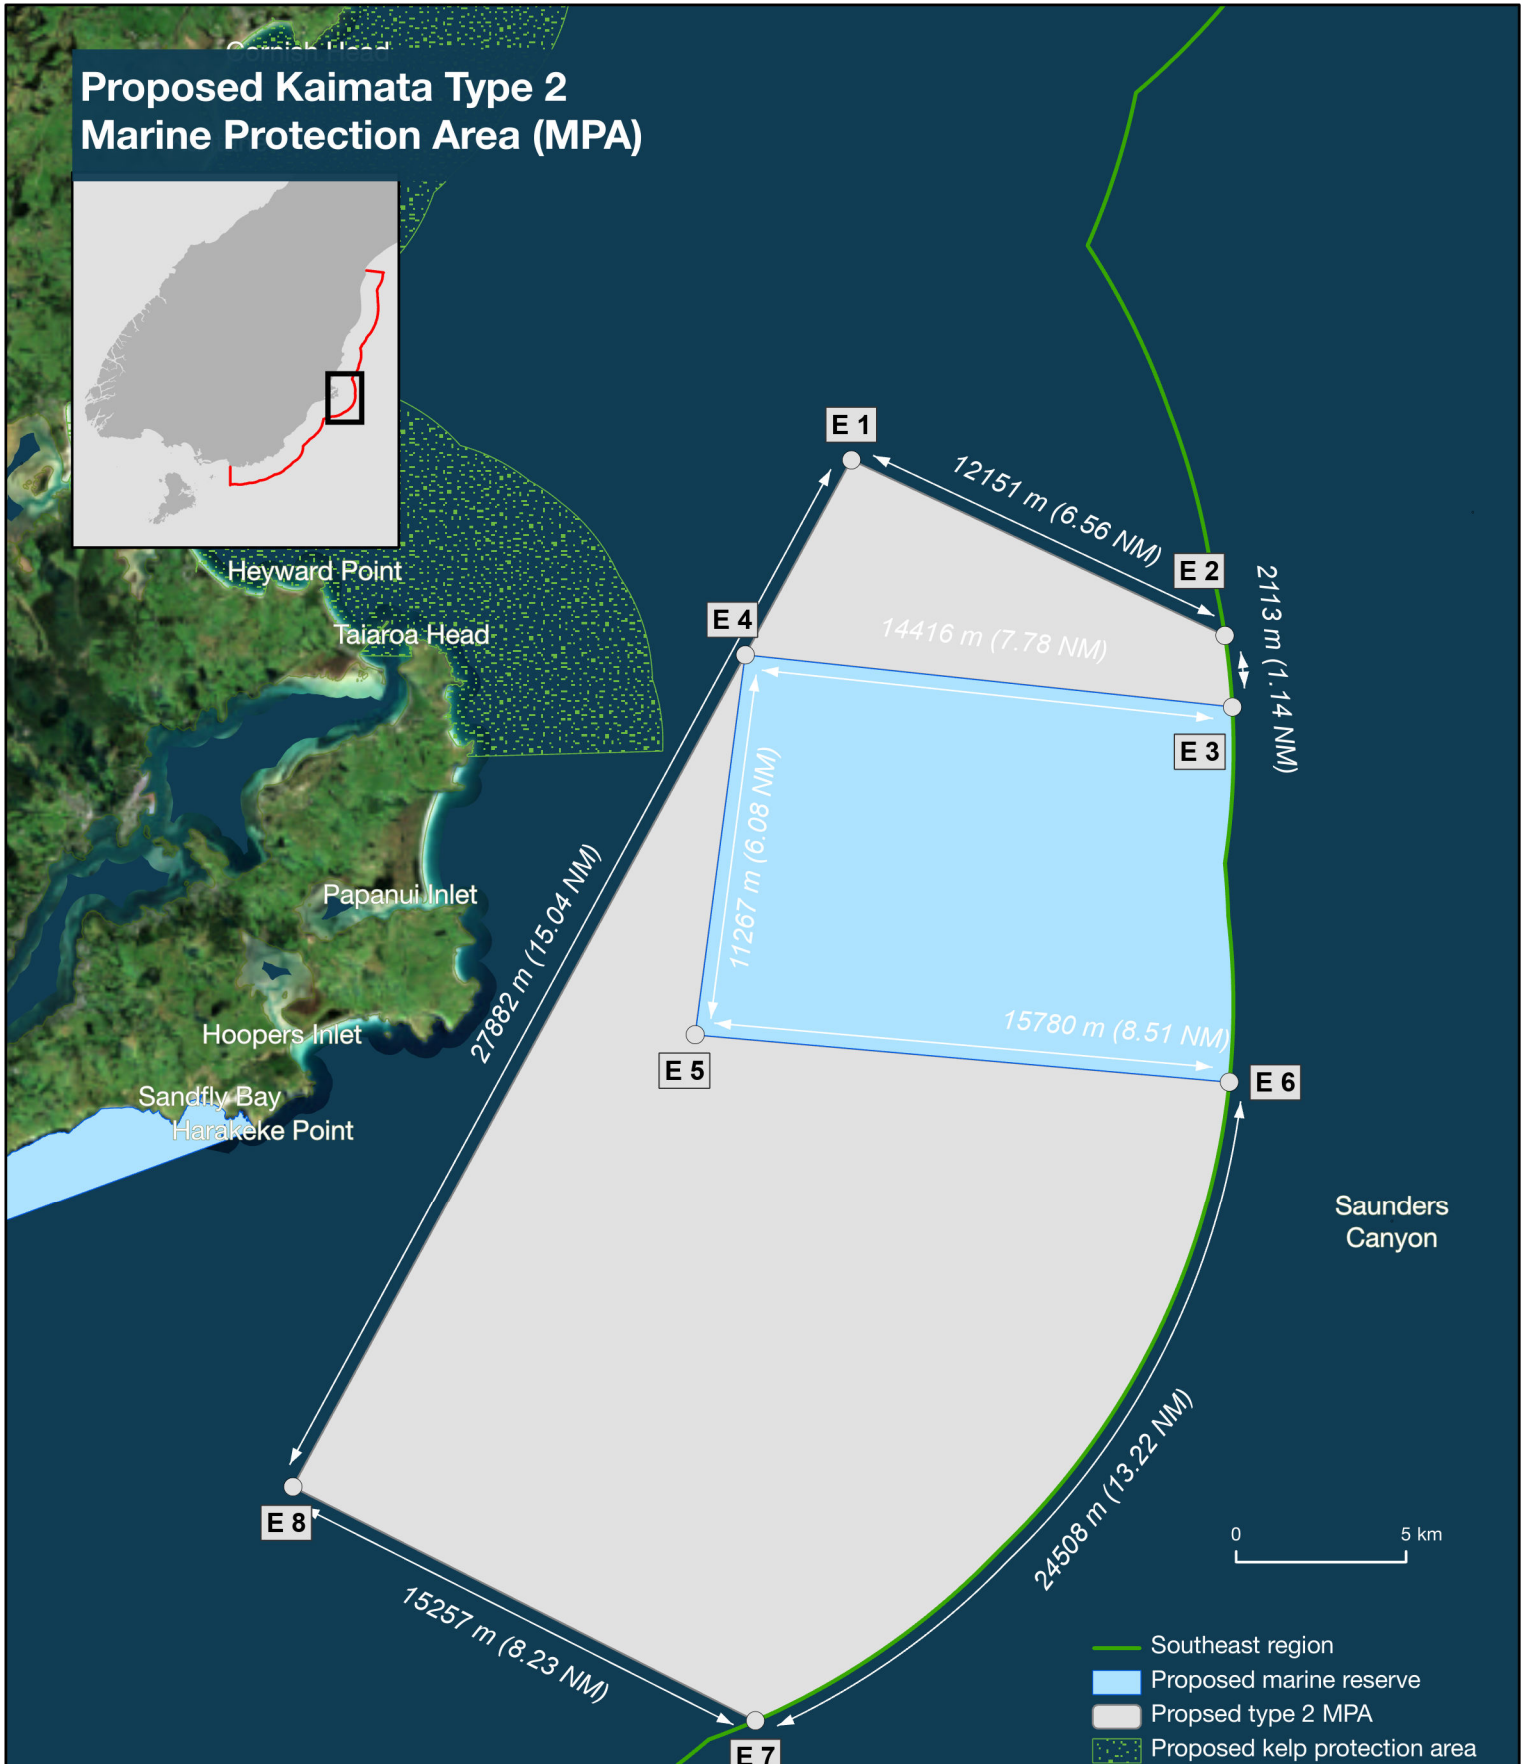 Cornish Head
Proposed Kaimata Type 2
Marine Protection Area (MPA)
E 1
12151 m (6.56 NM)
E 2
2113 m (1.14 NM)
Heyward Point
Taiaroa Head
E 4
14416 m (7.78 NM)
E 3
11267 m (6.08 NM)
27882 m (15.04 NM)
Papanui Inlet
15780 m (8.51 NM)
Hoopers Inlet
E 5
E 6
Sandfly Bay
Harakeke Point
Saunders
Canyon
24508 m (13.22 NM)
E 8
0 5 km
15257 m (8.23 NM)
E 7
Southeast region
Proposed marine reserve
Propsed type 2 MPA
Proposed kelp protection area